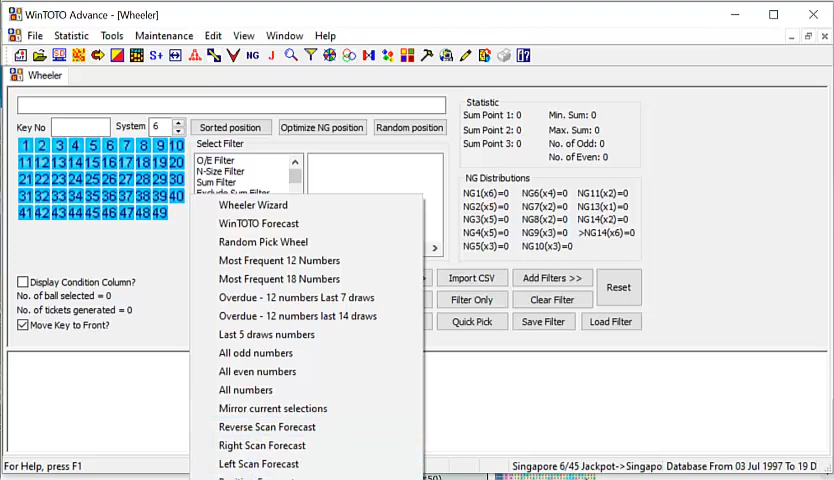 WinTOTO Advance - [Wheeler]
File Statistic Tools Maintenance Edit View Window Help
S+ NG J
Wheeler
Key No System 6 Sorted position Optimize NG position Random position
1 2 3 4 5 6 7 8 9 10
11 12 13 14 15 16 17 18 19 20
21 22 23 24 25 26 27 28 29 30
31 32 33 34 35 36 37 38 39 40
41 42 43 44 45 46 47 48 49
Select Filter
O/E Filter
N-Size Filter
Sum Filter
Exclude Sum Filter
Statistic
Sum Point 1: 0 Min. Sum: 0
Sum Point 2: 0 Max. Sum: 0
Sum Point 3: 0 No. of Odd: 0
No. of Even: 0
NG Distributions
NG1(x6)=0 NG6(x4)=0 NG11(x2)=0
NG2(x5)=0 NG7(x3)=0 NG13(x1)=0
NG3(x5)=0 NG8(x2)=0 NG14(x2)=0
NG4(x5)=0 NG9(x3)=0 >NG14(x6)=0
NG5(x3)=0 NG10(x3)=0
Wheeler Wizard
WinTOTO Forecast
Random Pick Wheel
Most Frequent 12 Numbers
Most Frequent 18 Numbers
Overdue - 12 numbers Last 7 draws
Overdue - 12 numbers last 14 draws
Last 5 draws numbers
All odd numbers
All even numbers
All numbers
Mirror current selections
Reverse Scan Forecast
Right Scan Forecast
Left Scan Forecast
Display Condition Column?
No. of ball selected = 0
No. of tickets generated = 0
Move Key to Front?
Import CSV Add Filters >> Reset
Filter Only Clear Filter
Quick Pick Save Filter Load Filter
For Help, press F1 Singapore 6/45 Jackpot->Singapo Database From 03 Jul 1997 To 19 D